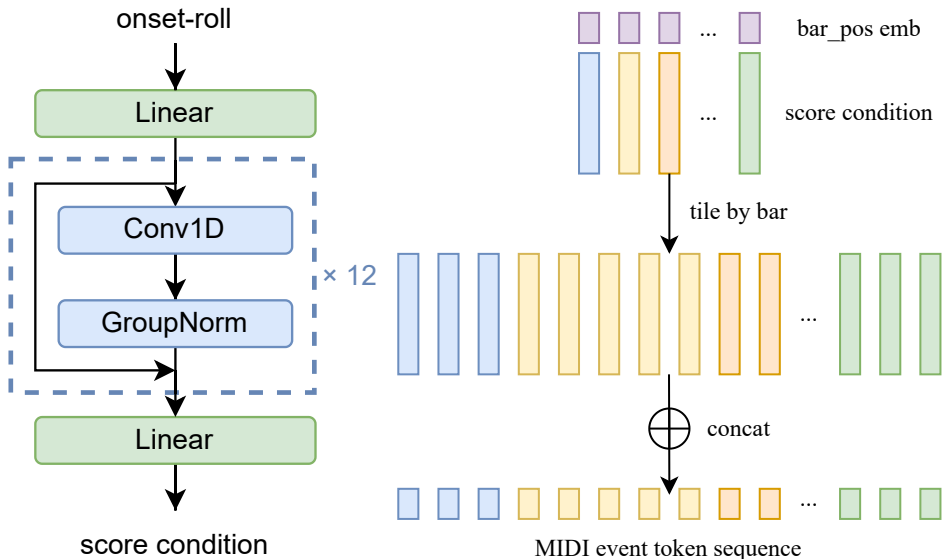 onset-roll
Linear
Conv1D
GroupNorm
× 12
Linear
score condition
... bar_pos emb
... score condition
tile by bar
...
concat
...
MIDI event token sequence